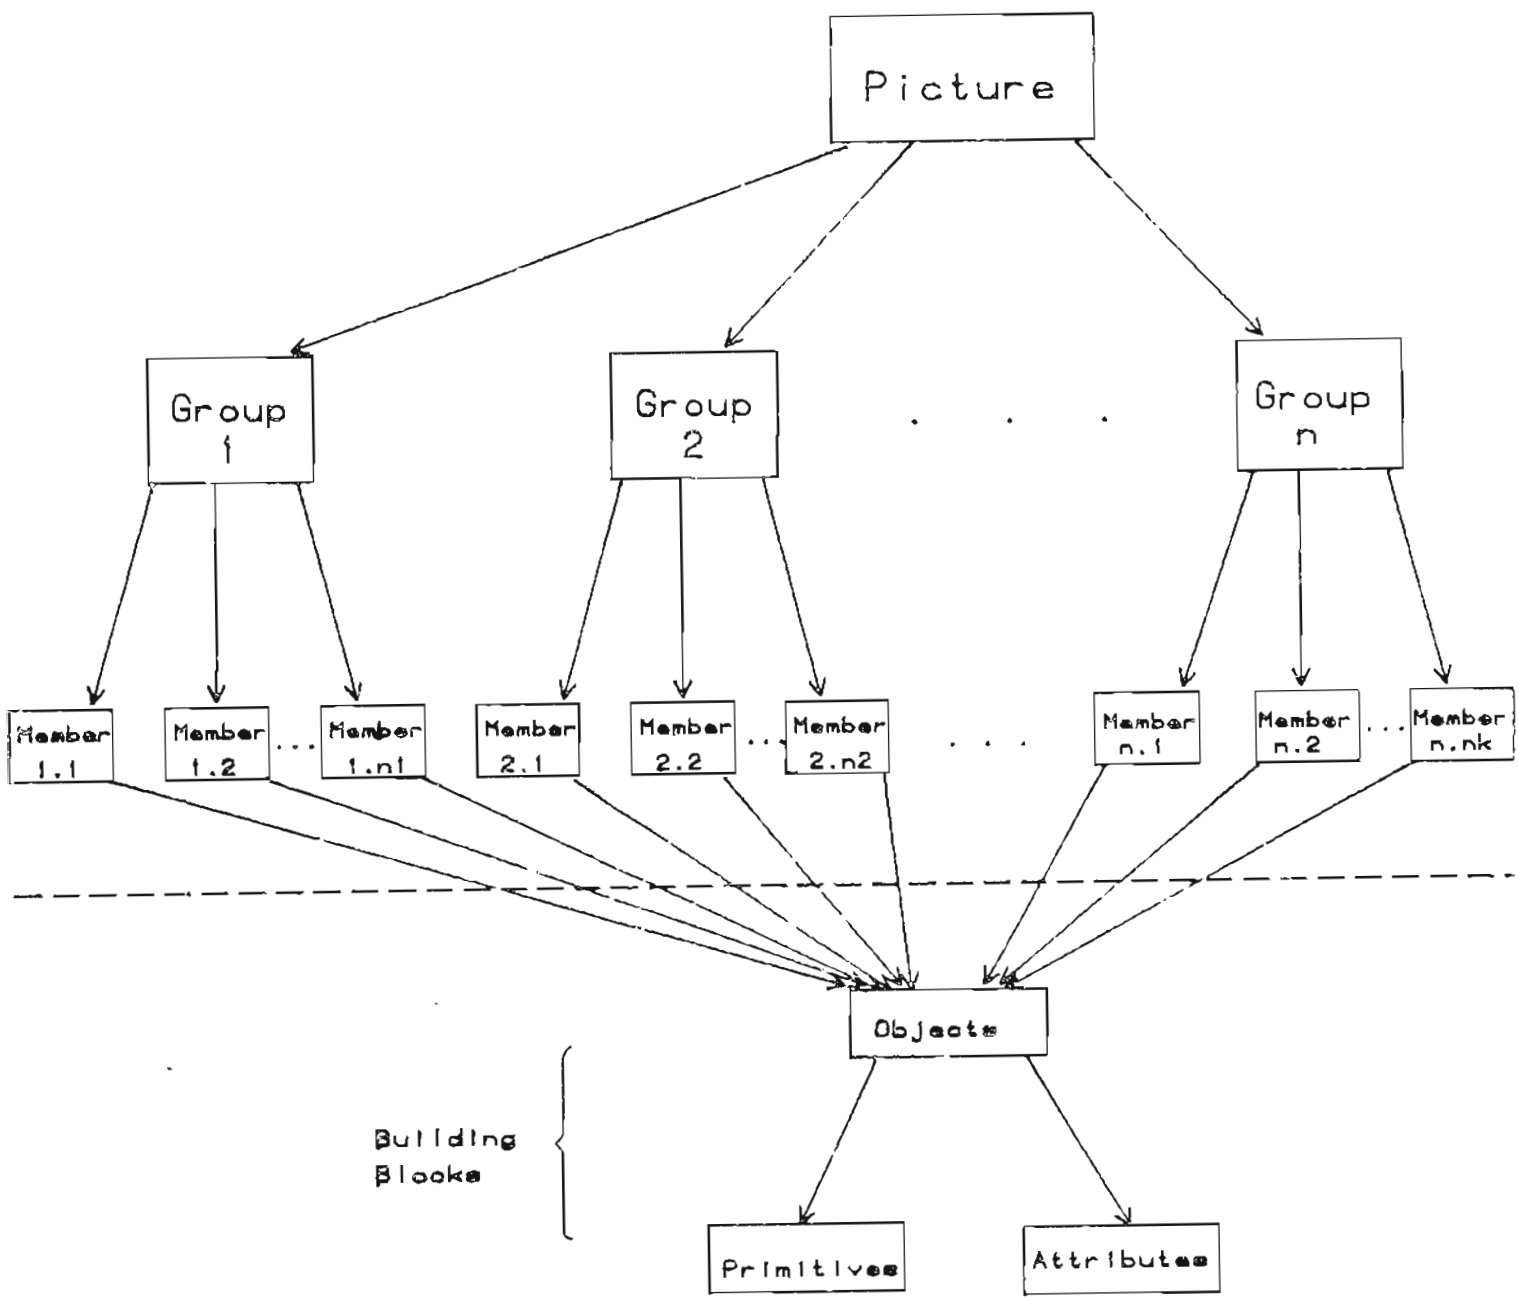 Picture
Group
1
Group
2
. . .
Group
n
Member
1.1
Member
1.2
...
Member
1.n1
Member
2.1
Member
2.2
...
Member
2.n2
. . .
Member
n.1
Member
n.2
...
Member
n.nk
Objects
Building
Blocks
Primitives
Attributes